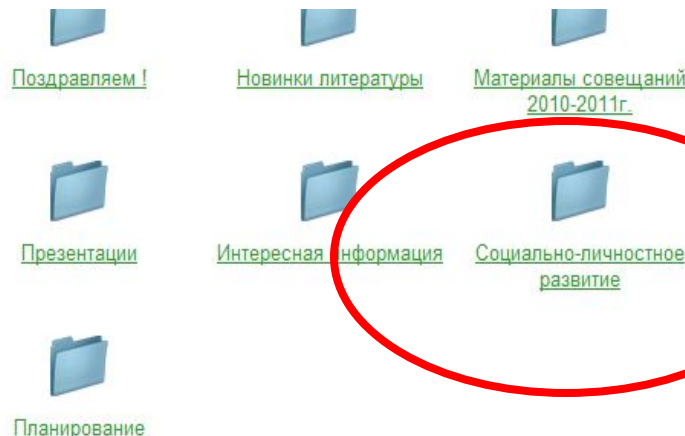 Поздравляем !
Новинки литературы
Материалы совещаний
2010-2011г.
Презентации
Интересная информация
Социально-личностное
развитие
Планирование